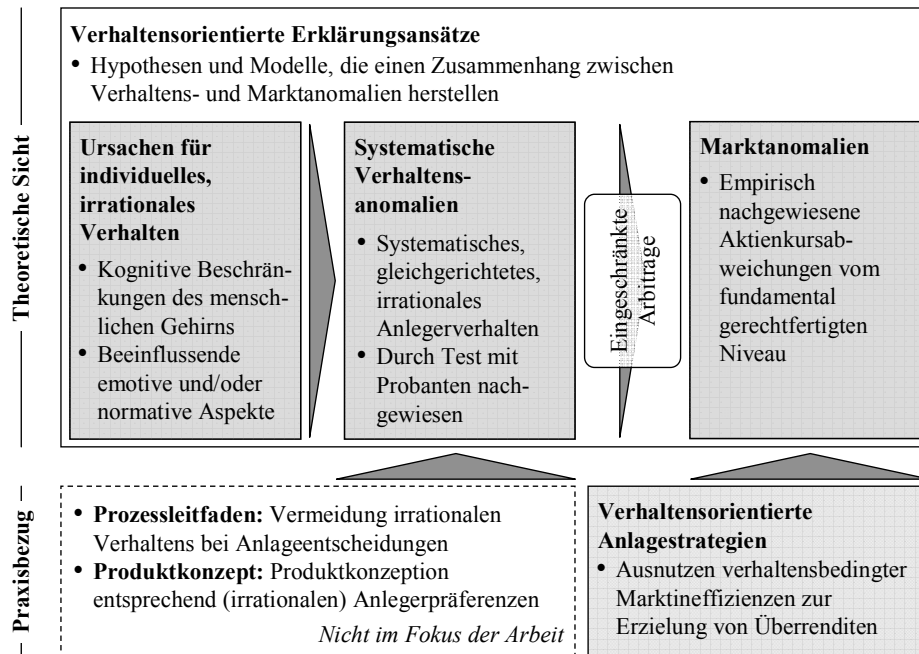 Theoretische Sicht
Verhaltensorientierte Erklärungsansätze
• Hypothesen und Modelle, die einen Zusammenhang zwischen
Verhaltens- und Marktanomalien herstellen
Ursachen für
individuelles,
irrationales
Verhalten
• Kognitive Beschrän-
kungen des mensch-
lichen Gehirns
• Beeinflussende
emotive und/oder
normative Aspekte
Systematische
Verhaltens-
anomalien
• Systematisches,
gleichgerichtetes,
irrationales
Anlegerverhalten
• Durch Test mit
Probanten nach-
gewiesen
Eingeschränkte
Arbitrage
Marktanomalien
• Empirisch
nachgewiesene
Aktienkursab-
weichungen vom
fundamental
gerechtfertigten
Niveau
Praxisbezug
• Prozessleitfaden: Vermeidung irrationalen
Verhaltens bei Anlageentscheidungen
• Produktkonzept: Produktkonzeption
entsprechend (irrationalen) Anlegerpräferenzen
Nicht im Fokus der Arbeit
Verhaltensorientierte
Anlagestrategien
• Ausnutzen verhaltensbedingter
Marktineffizienzen zur
Erzielung von Überrenditen